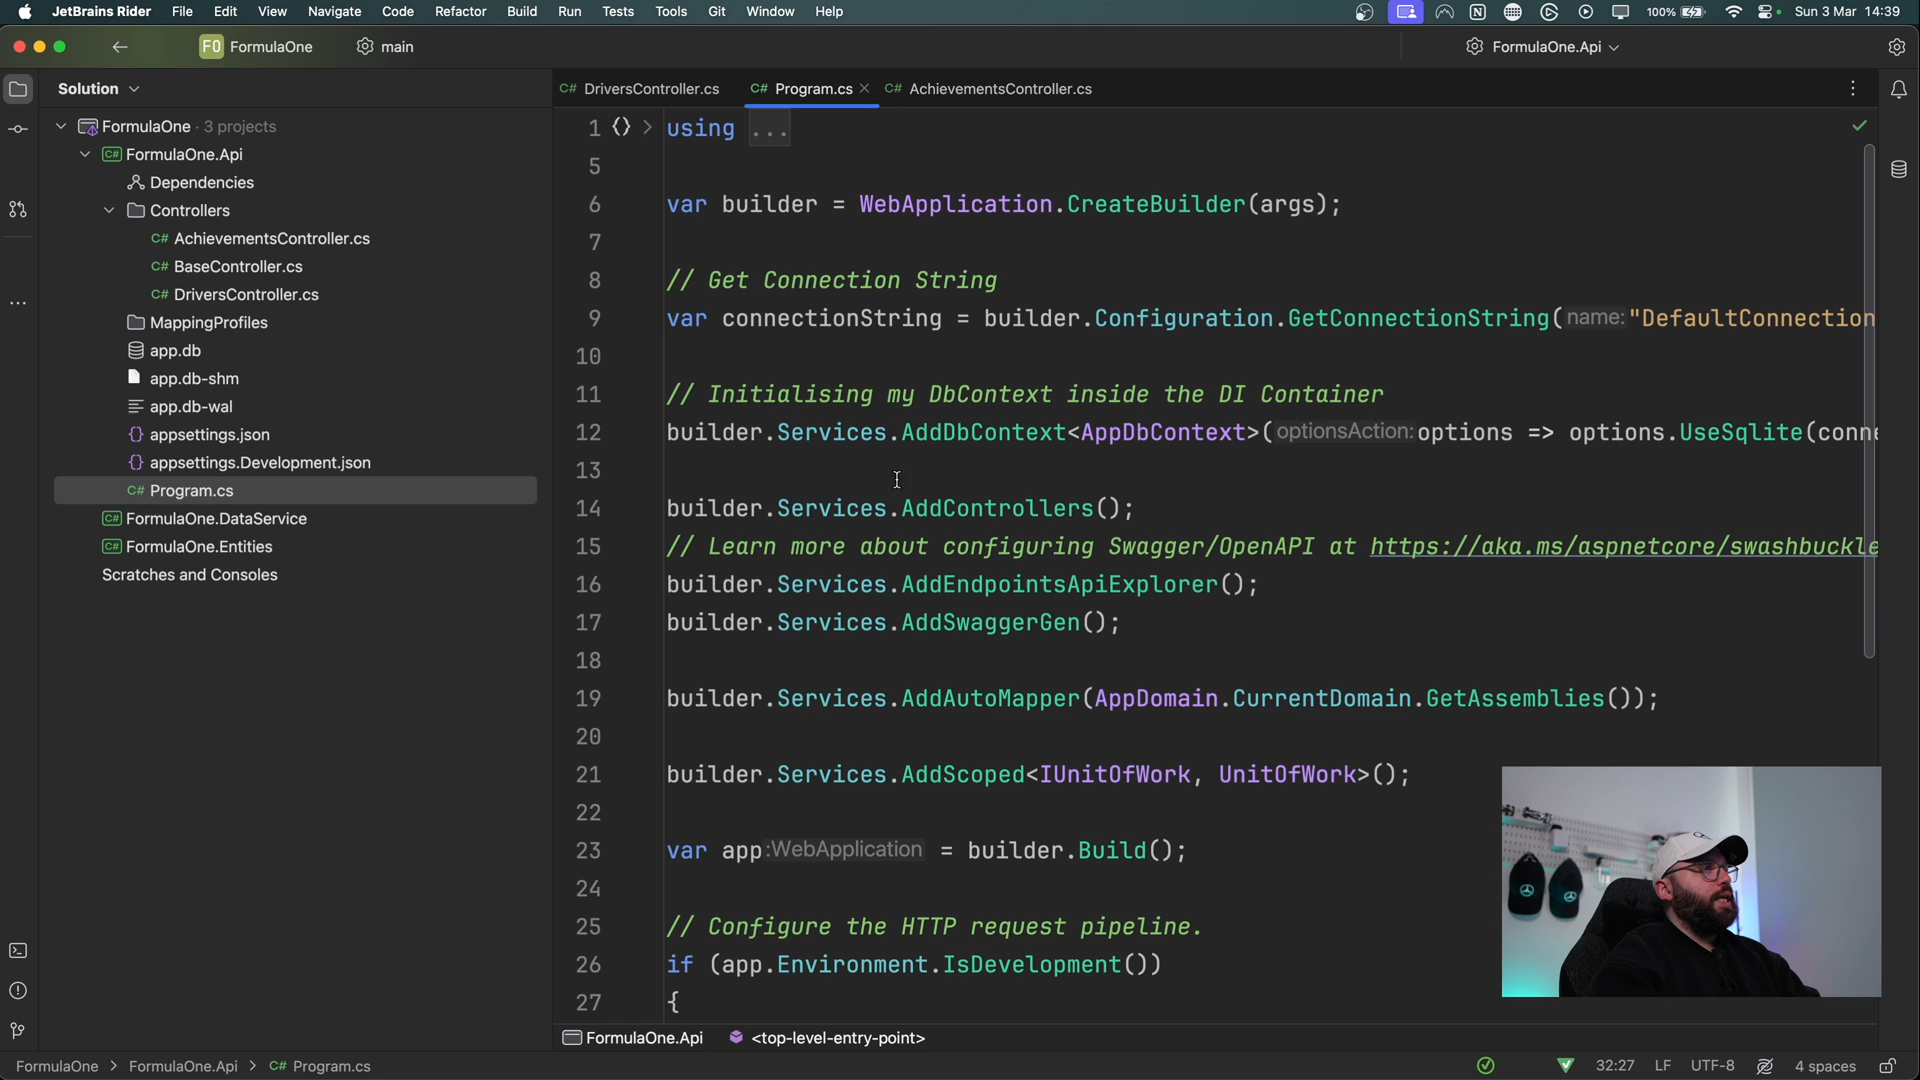 JetBrains Rider File Edit View Navigate Code Refactor Build Run Tests Tools Git Window Help 100% Sun 3 Mar 14:39
FO FormulaOne main FormulaOne.Api
Solution
FormulaOne · 3 projects
C# FormulaOne.Api
Dependencies
Controllers
C# AchievementsController.cs
C# BaseController.cs
C# DriversController.cs
MappingProfiles
app.db
app.db-shm
app.db-wal
{} appsettings.json
{} appsettings.Development.json
C# Program.cs
C# FormulaOne.DataService
C# FormulaOne.Entities
Scratches and Consoles
C# DriversController.cs C# Program.cs C# AchievementsController.cs
1 {} > using ...
5
6 var builder = WebApplication.CreateBuilder(args);
7
8 // Get Connection String
9 var connectionString = builder.Configuration.GetConnectionString(name:"DefaultConnection
10
11 // Initialising my DbContext inside the DI Container
12 builder.Services.AddDbContext<AppDbContext>(optionsAction:options => options.UseSqlite(conne
13
14 builder.Services.AddControllers();
15 // Learn more about configuring Swagger/OpenAPI at https://aka.ms/aspnetcore/swashbuckle
16 builder.Services.AddEndpointsApiExplorer();
17 builder.Services.AddSwaggerGen();
18
19 builder.Services.AddAutoMapper(AppDomain.CurrentDomain.GetAssemblies());
20
21 builder.Services.AddScoped<IUnitOfWork, UnitOfWork>();
22
23 var app:WebApplication = builder.Build();
24
25 // Configure the HTTP request pipeline.
26 if (app.Environment.IsDevelopment())
27 {
FormulaOne.Api <top-level-entry-point>
FormulaOne > FormulaOne.Api > C# Program.cs 32:27 LF UTF-8 4 spaces